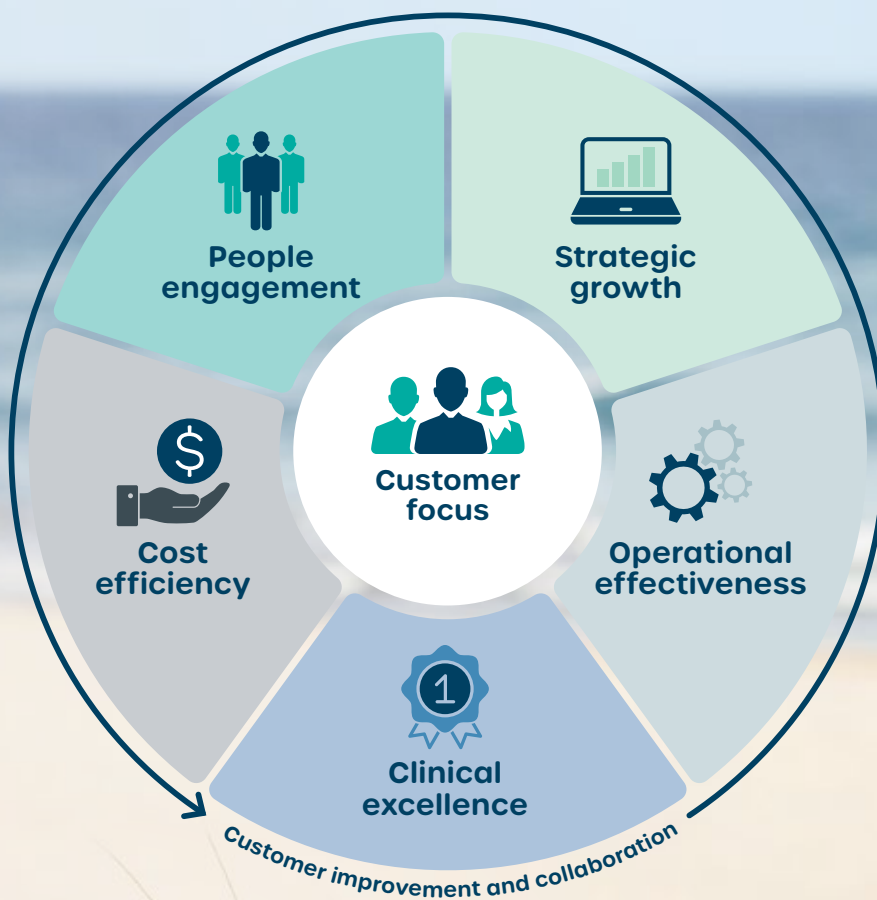 People
engagement
Strategic
growth
Customer
focus
$
Cost
efficiency
Operational
effectiveness
1
Clinical
excellence
Customer improvement and collaboration